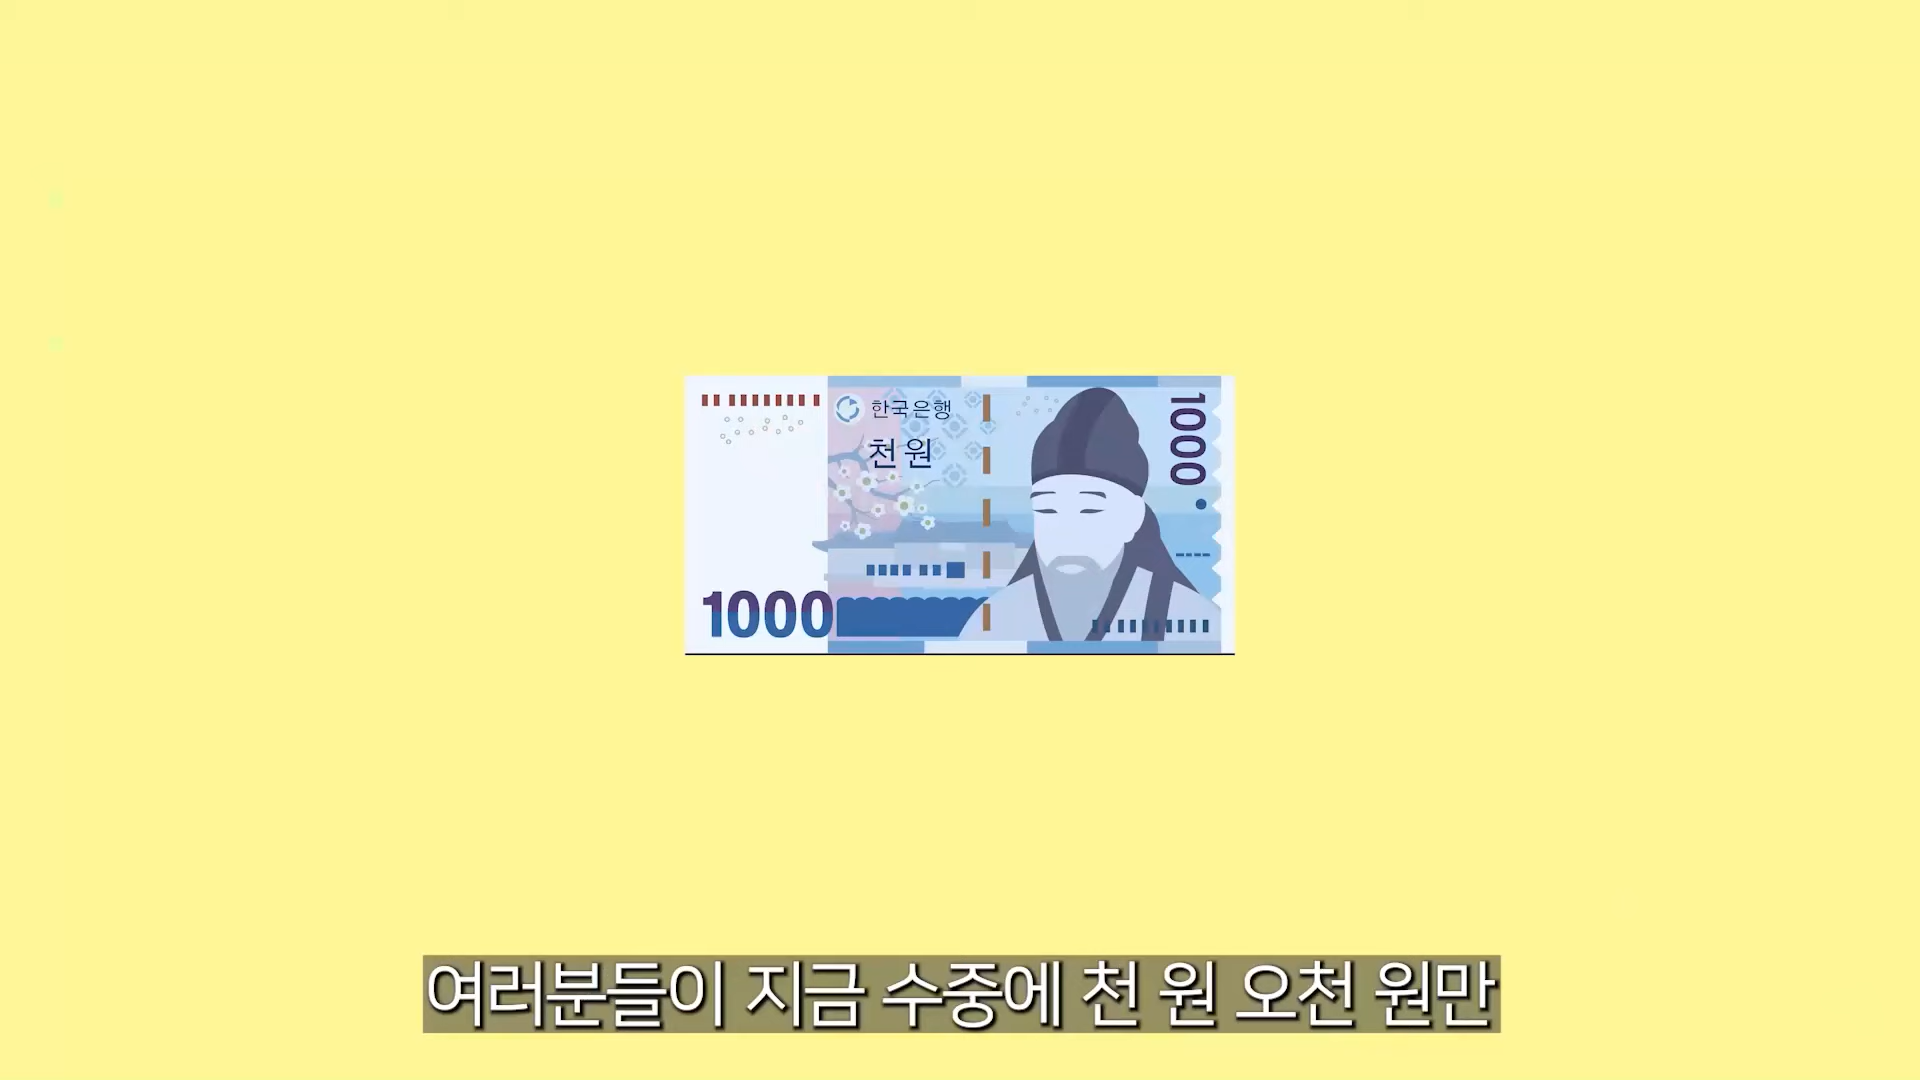 한국은행
천원
1000
1000
여러분들이 지금 수중에 천 원 오천 원만